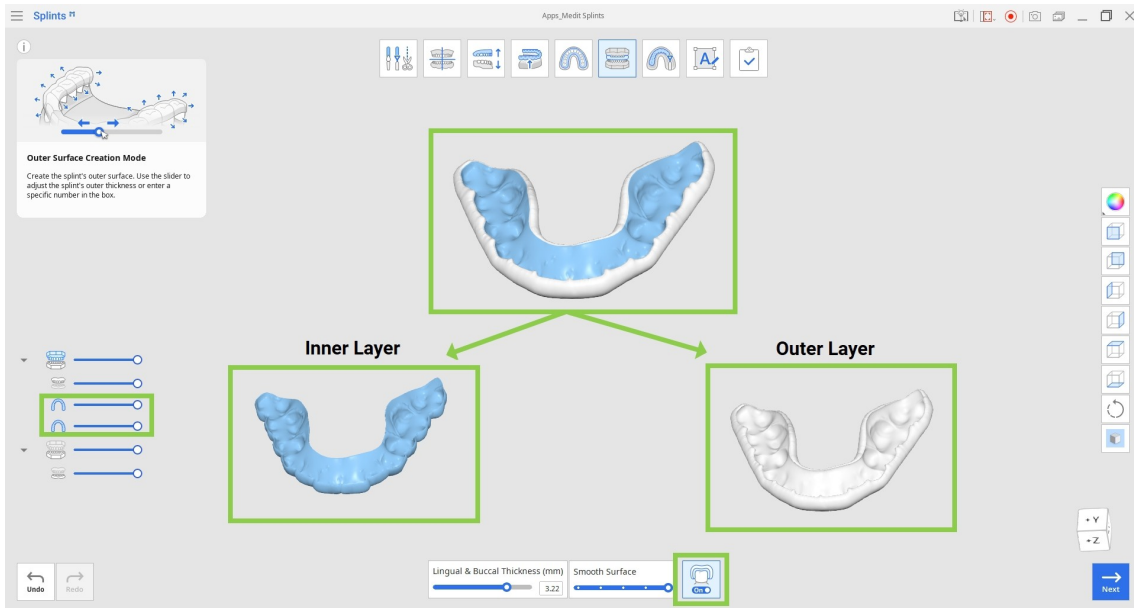 Splints
Apps_Medit Splints
Outer Surface Creation Mode
Create the splint's outer surface. Use the slider to
adjust the splint's outer thickness or enter a
specific number in the box.
Inner Layer
Outer Layer
+ Y
+ Z
Lingual & Buccal Thickness (mm)
3.22
Smooth Surface
On
Undo
Redo
Next